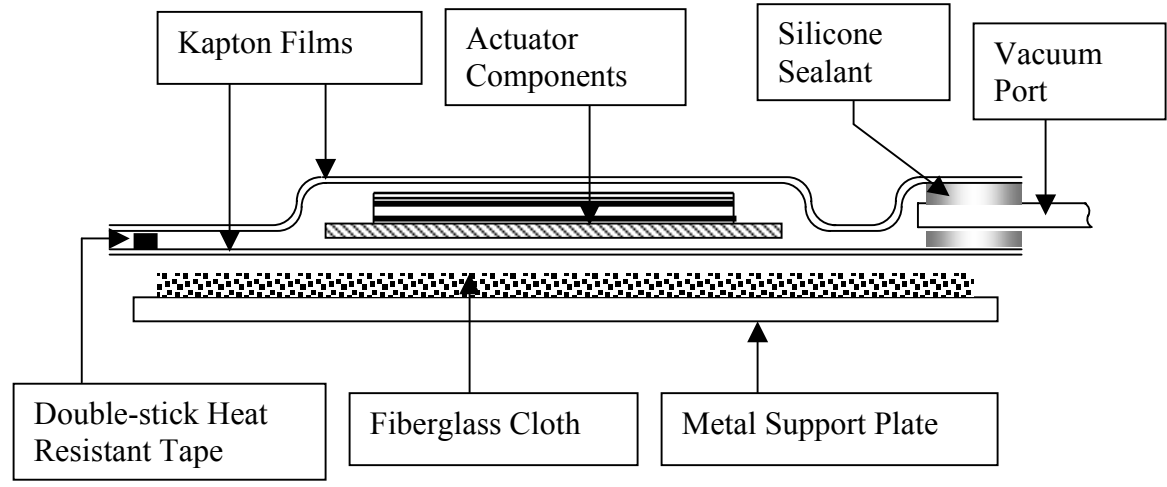 Kapton Films
Actuator
Components
Silicone
Sealant
Vacuum
Port
Double-stick Heat
Resistant Tape
Fiberglass Cloth
Metal Support Plate